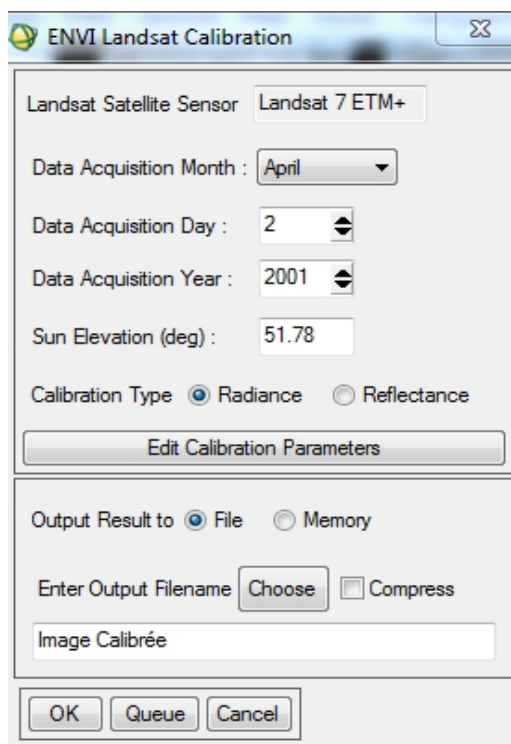 ENVI Landsat Calibration
Landsat Satellite Sensor Landsat 7 ETM+
Data Acquisition Month : April
Data Acquisition Day : 2
Data Acquisition Year : 2001
Sun Elevation (deg) : 51.78
Calibration Type Radiance Reflectance
Edit Calibration Parameters
Output Result to File Memory
Enter Output Filename Choose Compress
Image Calibrée
OK Queue Cancel